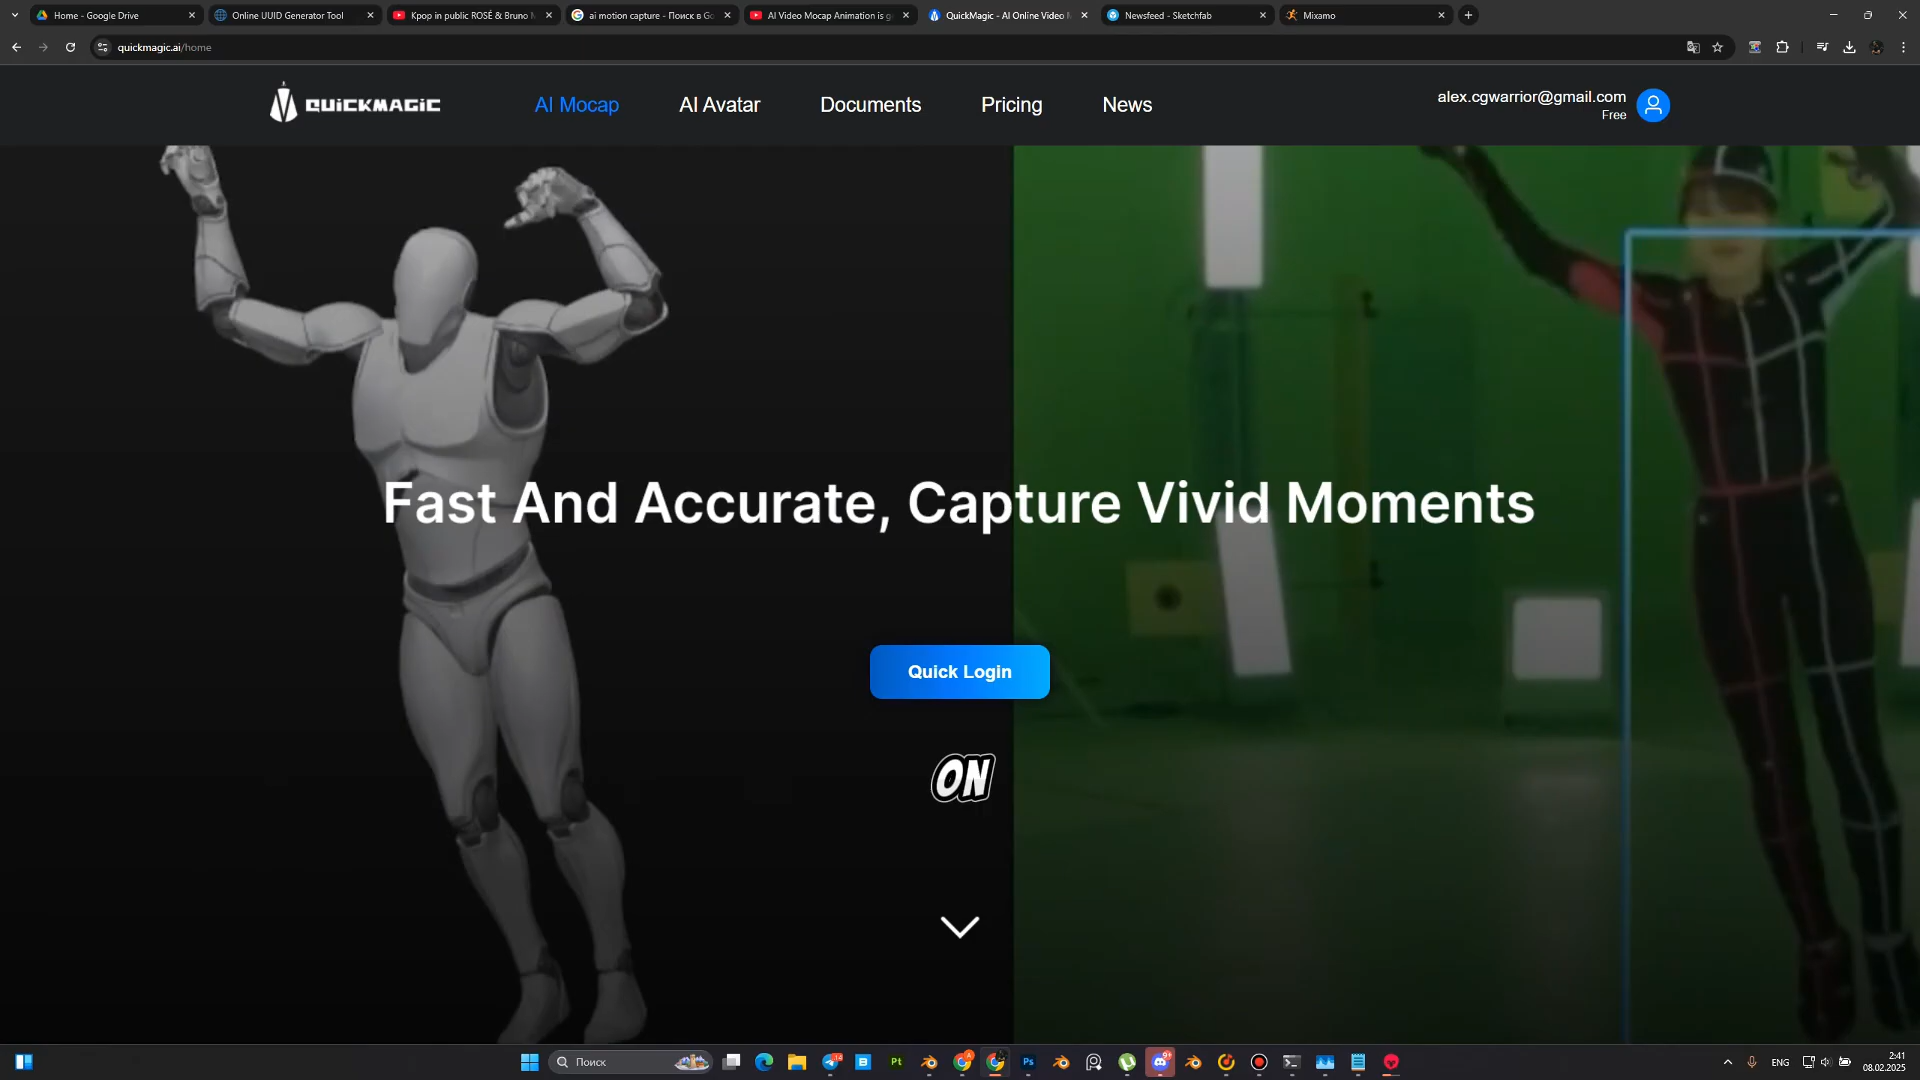 Home - Google Drive
Online UUID Generator Tool
Kpop in public ROSÉ & Bruno
ai motion capture - Поиск в Go
AI Video Mocap Animation is g
QuickMagic - AI Online Video
Newsfeed - Sketchfab
Mixamo
quickmagic.ai/home
QUICKMAGIC
AI Mocap
AI Avatar
Documents
Pricing
News
alex.cgwarrior@gmail.com
Free
Fast And Accurate, Capture Vivid Moments
Quick Login
ON
Поиск
Pt
Ps
ENG
2:41
08.02.2025